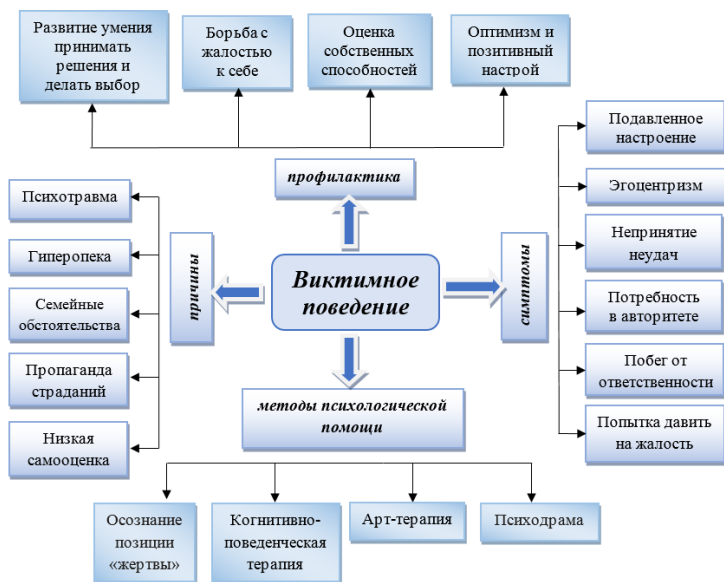 Развитие умения
принимать
решения и
делать выбор
Борьба с
жалостью
к себе
Оценка
собственных
способностей
Оптимизм и
позитивный
настрой
профилактика
Психотравма
Гиперопека
Семейные
обстоятельства
Пропаганда
страданий
Низкая
самооценка
причины
Виктимное
поведение
симптомы
Подавленное
настроение
Эгоцентризм
Непринятие
неудач
Потребность
в авторитете
Побег от
ответственности
Попытка давить
на жалость
методы психологической
помощи
Осознание
позиции
«жертвы»
Когнитивно-
поведенческая
терапия
Арт-терапия
Психодрама